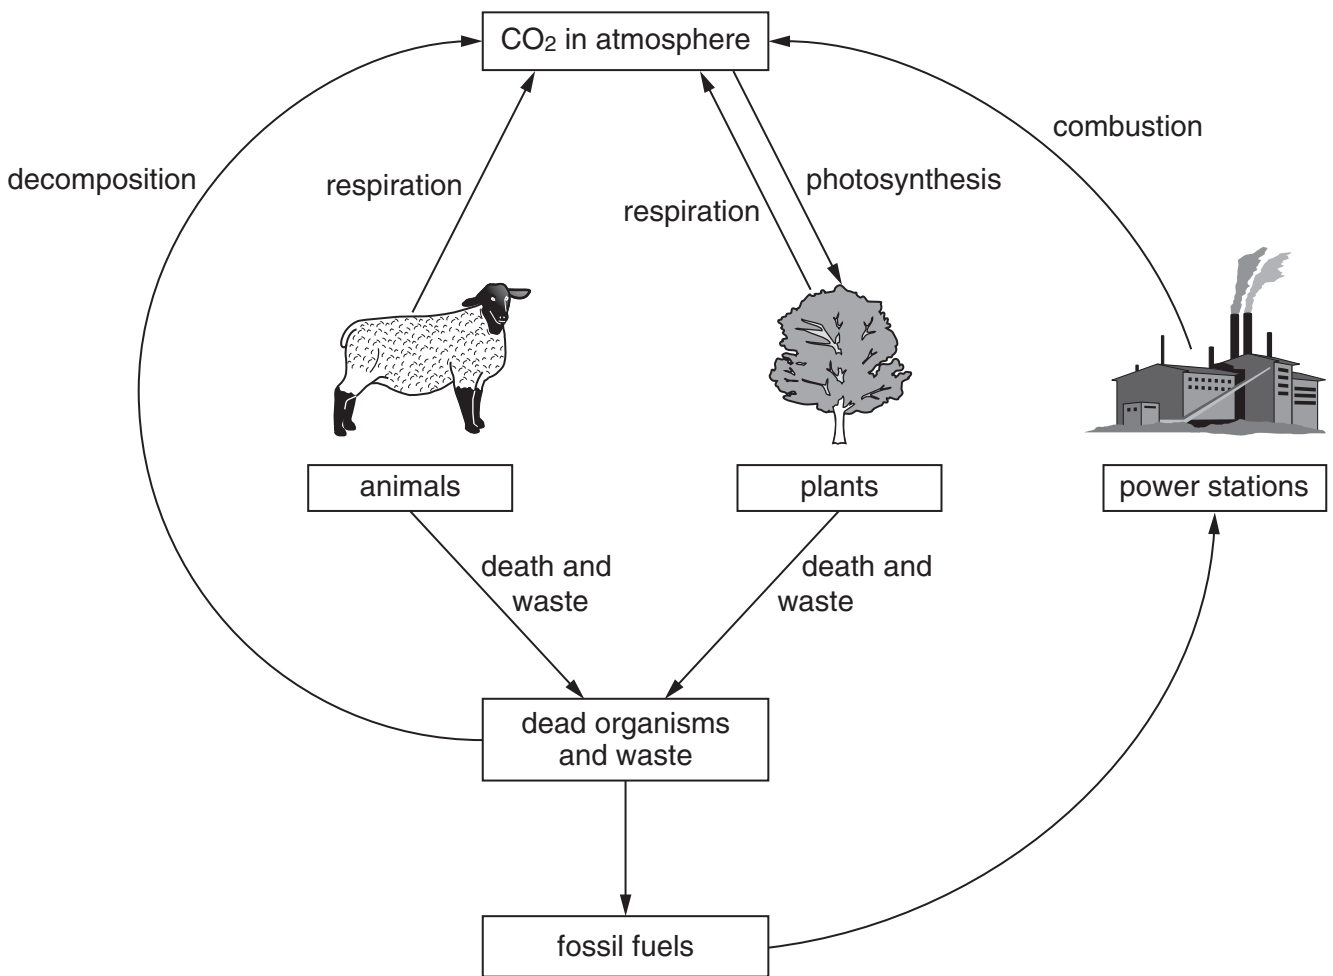 CO2 in atmosphere
combustion
decomposition
respiration
photosynthesis
respiration
animals
plants
power stations
death and
waste
death and
waste
dead organisms
and waste
fossil fuels